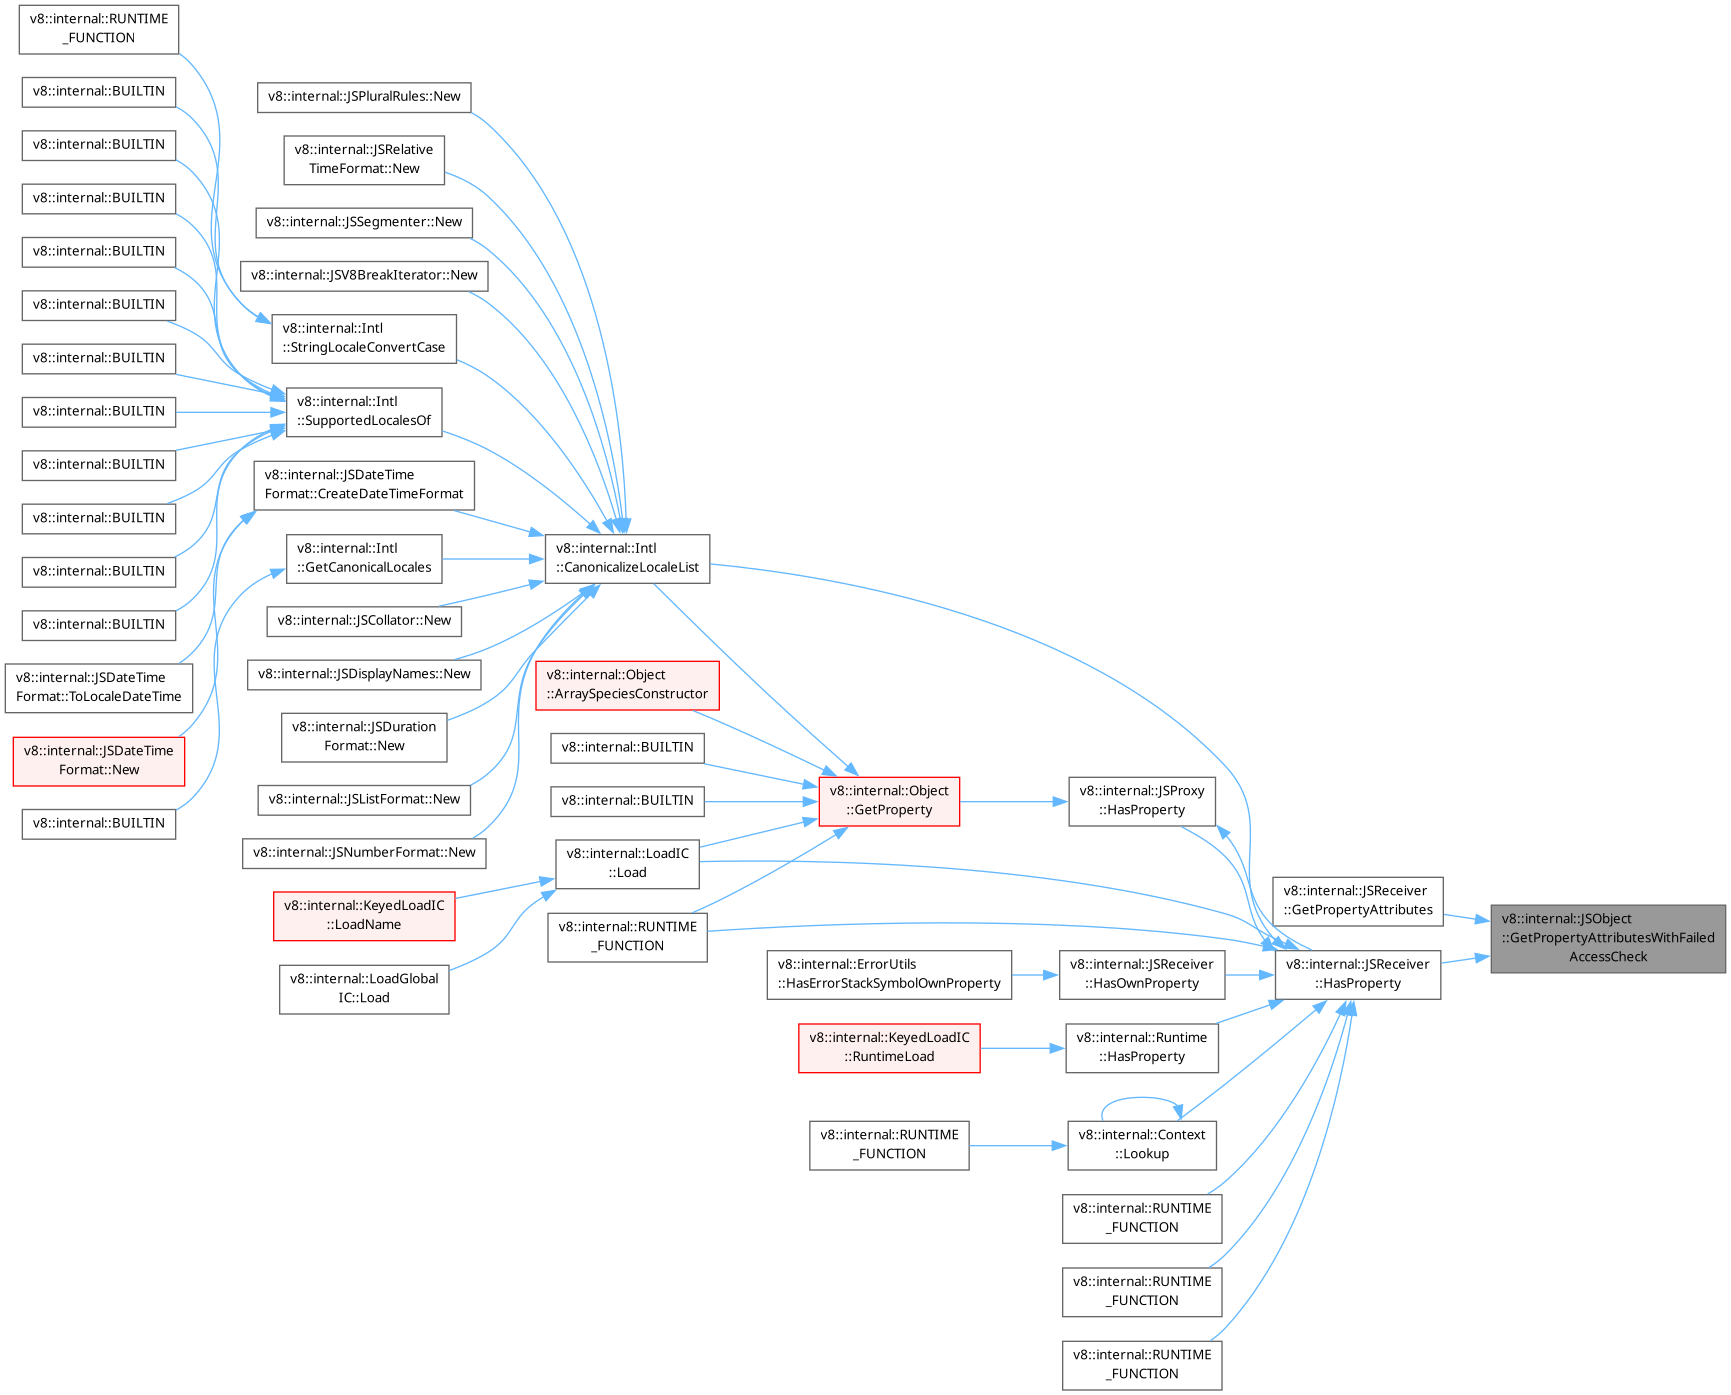 v8::internal::RUNTIME
_FUNCTION
v8::internal::BUILTIN
v8::internal::BUILTIN
v8::internal::BUILTIN
v8::internal::BUILTIN
v8::internal::BUILTIN
v8::internal::BUILTIN
v8::internal::BUILTIN
v8::internal::BUILTIN
v8::internal::BUILTIN
v8::internal::BUILTIN
v8::internal::BUILTIN
v8::internal::JSDateTime
Format::ToLocaleDateTime
v8::internal::JSDateTime
Format::New
v8::internal::BUILTIN
v8::internal::JSPluralRules::New
v8::internal::JSRelative
TimeFormat::New
v8::internal::JSSegmenter::New
v8::internal::JSV8BreakIterator::New
v8::internal::Intl
::StringLocaleConvertCase
v8::internal::Intl
::SupportedLocalesOf
v8::internal::JSDateTime
Format::CreateDateTimeFormat
v8::internal::Intl
::GetCanonicalLocales
v8::internal::JSCollator::New
v8::internal::JSDisplayNames::New
v8::internal::JSDuration
Format::New
v8::internal::JSListFormat::New
v8::internal::JSNumberFormat::New
v8::internal::KeyedLoadIC
::LoadName
v8::internal::LoadGlobal
IC::Load
v8::internal::Intl
::CanonicalizeLocaleList
v8::internal::Object
::ArraySpeciesConstructor
v8::internal::BUILTIN
v8::internal::BUILTIN
v8::internal::LoadIC
::Load
v8::internal::RUNTIME
_FUNCTION
v8::internal::Object
::GetProperty
v8::internal::ErrorUtils
::HasErrorStackSymbolOwnProperty
v8::internal::KeyedLoadIC
::RuntimeLoad
v8::internal::RUNTIME
_FUNCTION
v8::internal::JSProxy
::HasProperty
v8::internal::JSReceiver
::HasOwnProperty
v8::internal::Runtime
::HasProperty
v8::internal::Context
::Lookup
v8::internal::RUNTIME
_FUNCTION
v8::internal::RUNTIME
_FUNCTION
v8::internal::RUNTIME
_FUNCTION
v8::internal::JSReceiver
::GetPropertyAttributes
v8::internal::JSReceiver
::HasProperty
v8::internal::JSObject
::GetPropertyAttributesWithFailed
AccessCheck